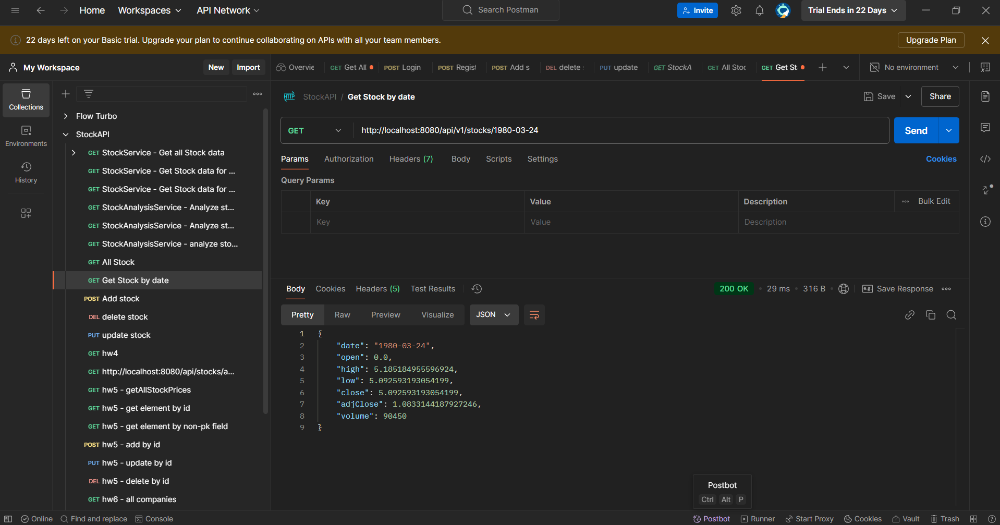 Home Workspaces API Network Search Postman Invite Trial Ends in 22 Days
22 days left on your Basic trial. Upgrade your plan to continue collaborating on APIs with all your team members. Upgrade Plan
My Workspace New Import
Overvie GET Get All POST Login POST Regist POST Add s DEL delete PUT update GET StockA GET All Stoc GET Get St No environment
Collections
Environments
History
Flow Turbo
StockAPI
GET StockService - Get all Stock data
GET StockService - Get Stock data for ...
GET StockService - Get Stock data for ...
GET StockAnalysisService - Analyze st...
GET StockAnalysisService - Analyze st...
GET StockAnalysisService - analyze sto...
GET All Stock
GET Get Stock by date
POST Add stock
DEL delete stock
PUT update stock
GET hw4
GET http://localhost:8080/api/stocks/a...
GET hw5 - getAllStockPrices
GET hw5 - get element by id
GET hw5 - get element by non-pk field
POST hw5 - add by id
PUT hw5 - update by id
DEL hw5 - delete by id
GET hw6 - all companies
HTTP StockAPI / Get Stock by date Save Share
GET http://localhost:8080/api/v1/stocks/1980-03-24 Send
Params Authorization Headers (7) Body Scripts Settings Cookies
Query Params
Key Value Description Bulk Edit
Key Value Description
Body Cookies Headers (5) Test Results 200 OK 29 ms 316 B e.g. Save Response
Pretty Raw Preview Visualize JSON
1 {
2 "date": "1980-03-24",
3 "open": 0.0,
4 "high": 5.185184955596924,
5 "low": 5.092593193054199,
6 "close": 5.092593193054199,
7 "adjClose": 1.0833144187927246,
8 "volume": 90450
9 }
Postbot
Ctrl Alt P
Online Find and replace Console Postbot Runner Start Proxy Cookies Vault Trash